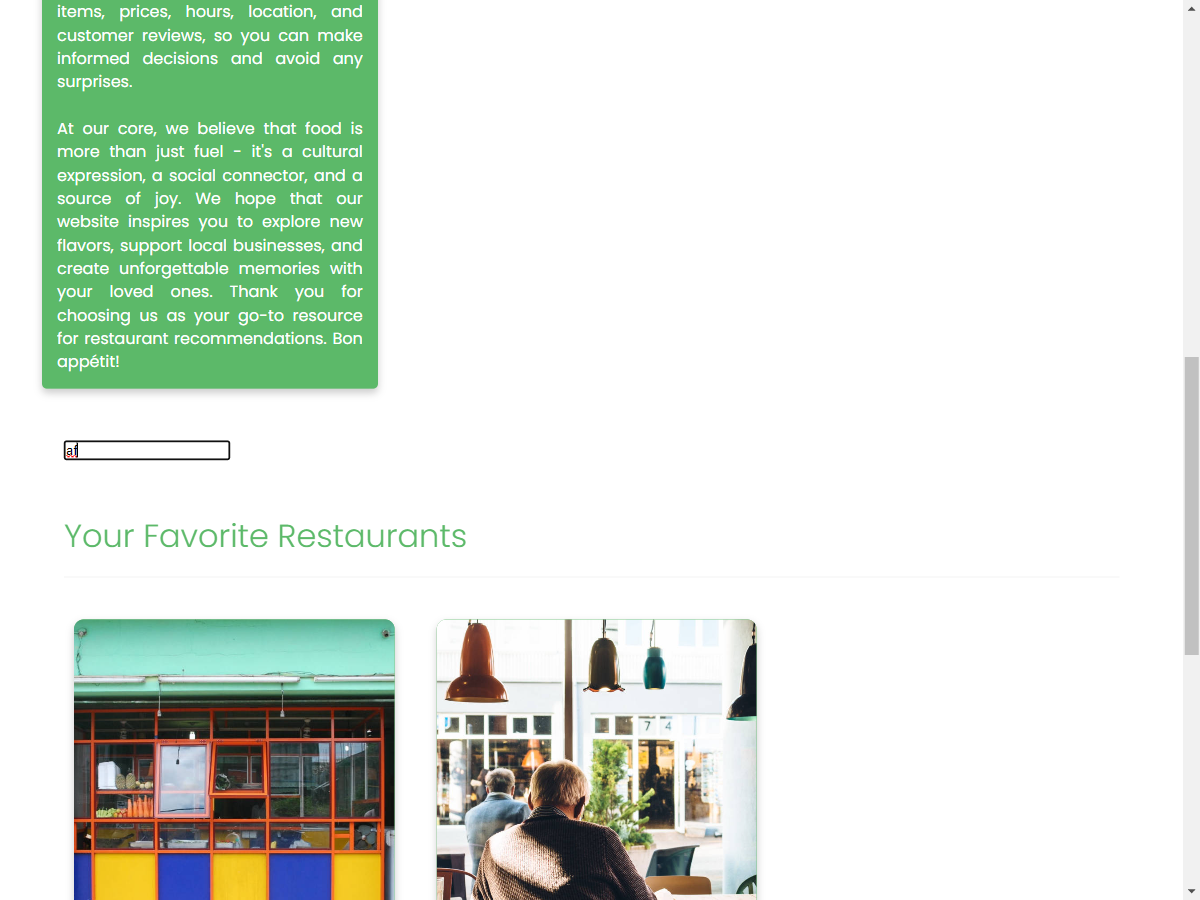 items, prices, hours, location, and
customer reviews, so you can make
informed decisions and avoid any
surprises.
At our core, we believe that food is
more than just fuel - it's a cultural
expression, a social connector, and a
source of joy. We hope that our
website inspires you to explore new
flavors, support local businesses, and
create unforgettable memories with
your loved ones. Thank you for
choosing us as your go-to resource
for restaurant recommendations. Bon
appétit!
af
Your Favorite Restaurants
7 4